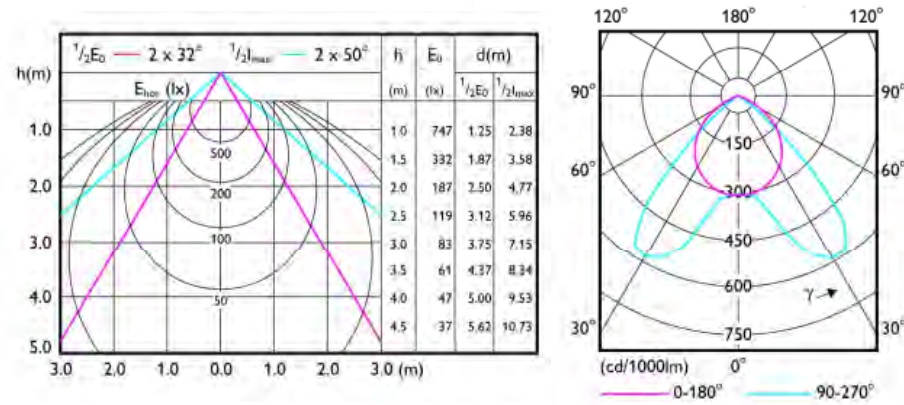 ½E₀ 2 x 32° ½Imax 2 x 50° h E₀ d(m)
h(m) Ehor (lx) (m) (lx) ½E₀ ½Imax
1.0 500 1.0 747 1.25 2.38
1.5 332 1.87 3.58
2.0 200 2.0 187 2.50 4.77
2.5 119 3.12 5.96
3.0 100 3.0 83 3.75 7.15
3.5 61 4.37 8.34
4.0 50 4.0 47 5.00 9.53
4.5 37 5.62 10.73
5.0
3.0 2.0 1.0 0.0 1.0 2.0 3.0 (m)
120° 180° 120°
90° 90°
150
60° 60°
300
450
600
γ
30° 750 30°
(cd/1000lm) 0°
0-180° 90-270°